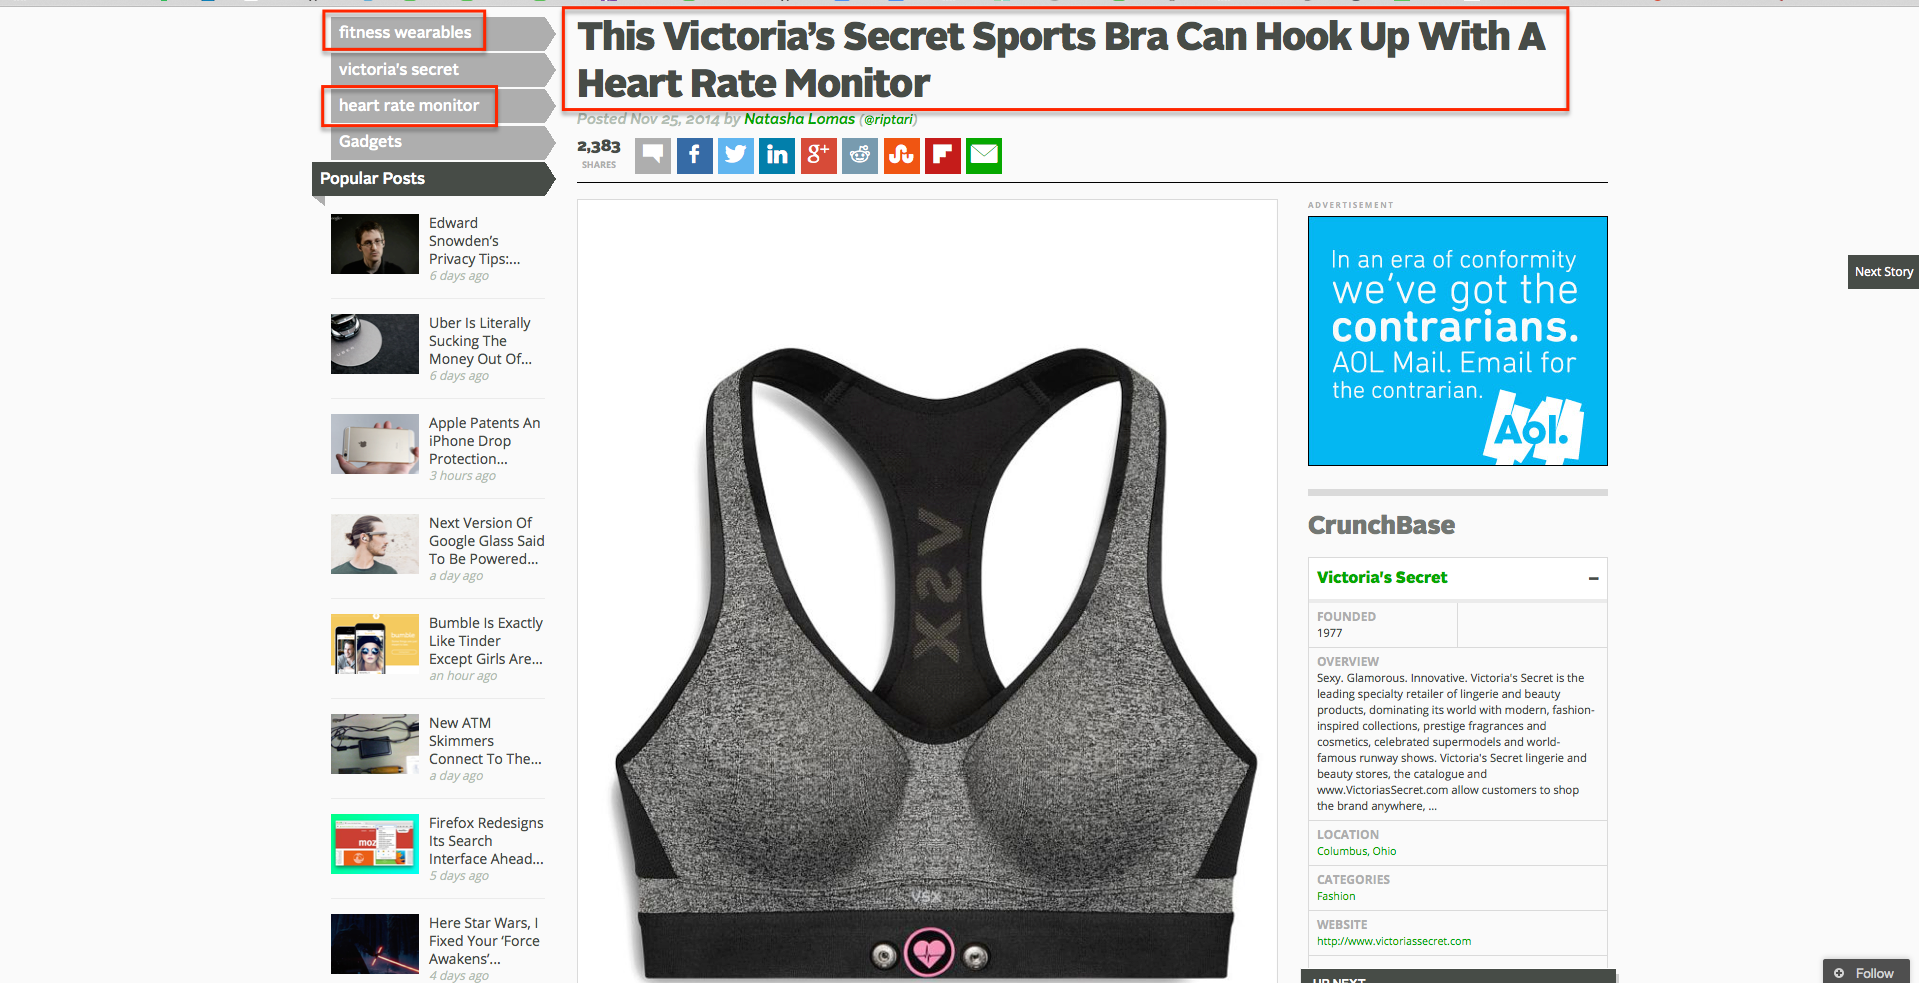 fitness wearables
victoria's secret
heart rate monitor
Gadgets
Popular Posts
Edward
Snowden's
Privacy Tips:...
6 days ago
Uber Is Literally
Sucking The
Money Out Of...
6 days ago
Apple Patents An
iPhone Drop
Protection...
3 hours ago
Next Version Of
Google Glass Said
To Be Powered...
a day ago
bumble
Bumble Is Exactly
Like Tinder
Except Girls Are...
an hour ago
New ATM
Skimmers
Connect To The...
a day ago
moz
Firefox Redesigns
Its Search
Interface Ahead...
5 days ago
Here Star Wars, I
Fixed Your 'Force
Awakens'...
4 days ago
This Victoria's Secret Sports Bra Can Hook Up With A
Heart Rate Monitor
Posted Nov 25, 2014 by Natasha Lomas (@riptari)
2,383
SHARES
f
in
g+
VSX
VSX
ADVERTISEMENT
In an era of conformity
we've got the
contrarians.
AOL Mail. Email for
the contrarian.
Aol.
CrunchBase
Victoria's Secret
–
FOUNDED
1977
OVERVIEW
Sexy. Glamorous. Innovative. Victoria's Secret is the
leading specialty retailer of lingerie and beauty
products, dominating its world with modern, fashion-
inspired collections, prestige fragrances and
cosmetics, celebrated supermodels and world-
famous runway shows. Victoria's Secret lingerie and
beauty stores, the catalogue and
www.VictoriasSecret.com allow customers to shop
the brand anywhere, ...
LOCATION
Columbus, Ohio
CATEGORIES
Fashion
WEBSITE
http://www.victoriassecret.com
UP NEXT
Next Story
Follow